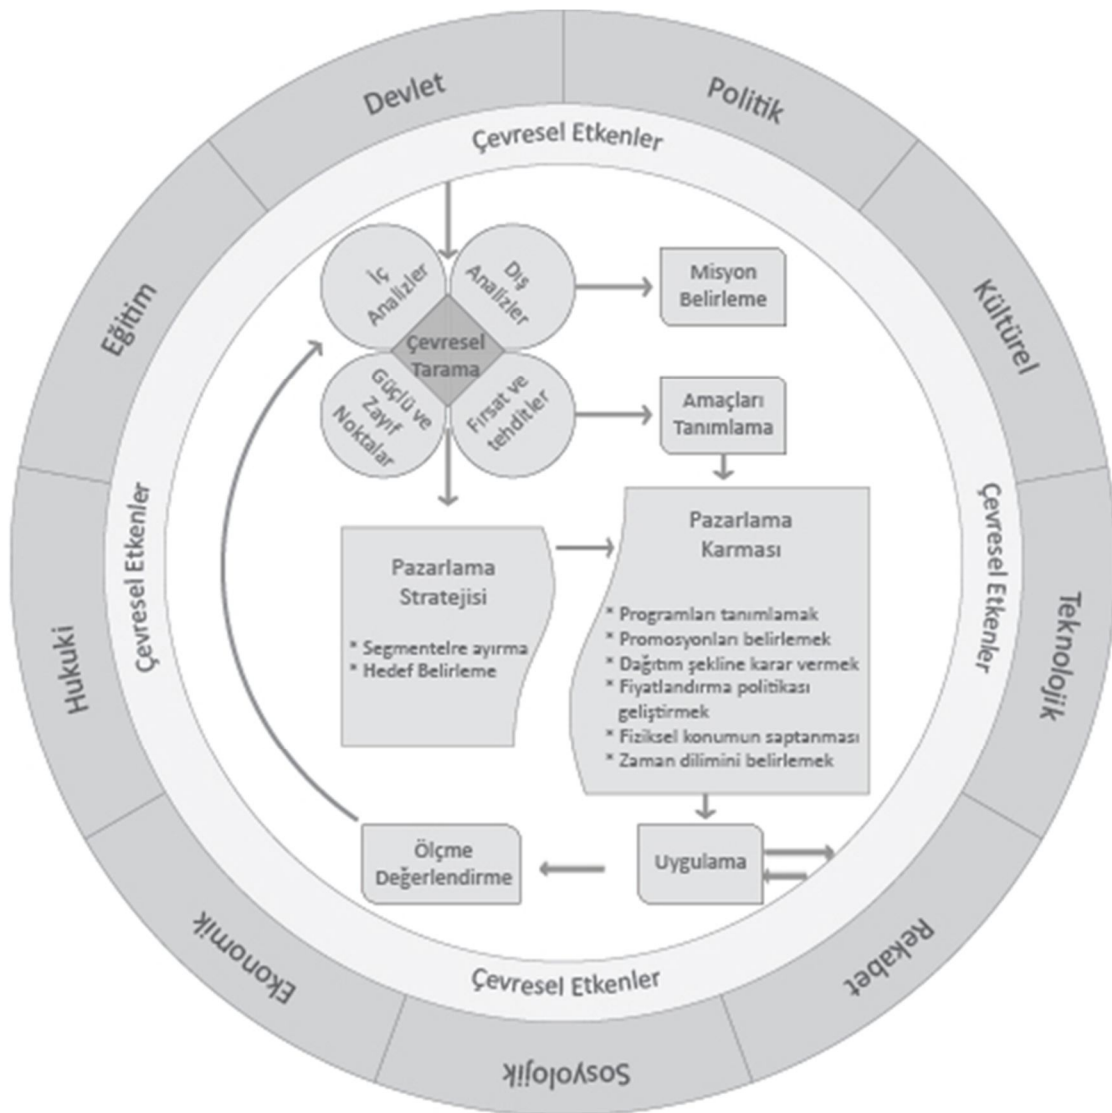 Devlet
Politik
Kültürel
Teknolojik
Rekabet
Sosyolojik
Ekonomik
Hukuki
Eğitim
Çevresel Etkenler
Çevresel Etkenler
Çevresel Etkenler
Çevresel Etkenler
İç
Analizler
Dış
Analizler
Çevresel
Tarama
Güçlü ve
Zayıf
Noktalar
Fırsat ve
tehditler
Misyon
Belirleme
Amaçları
Tanımlama
Pazarlama
Stratejisi
* Segmentelre ayırma
* Hedef Belirleme
Pazarlama
Karması
* Programları tanımlamak
* Promosyonları belirlemek
* Dağıtım şekline karar vermek
* Fiyatlandırma politikası
geliştirmek
* Fiziksel konumun saptanması
* Zaman dilimini belirlemek
Uygulama
Ölçme
Değerlendirme